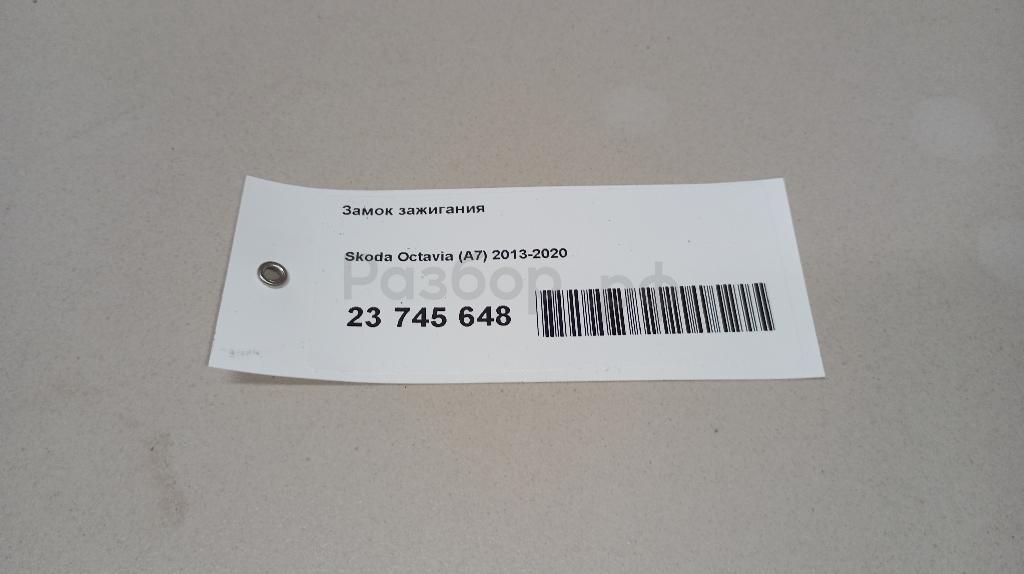 Замок зажигания
Skoda Octavia (A7) 2013-2020
Разбор.рф
23 745 648